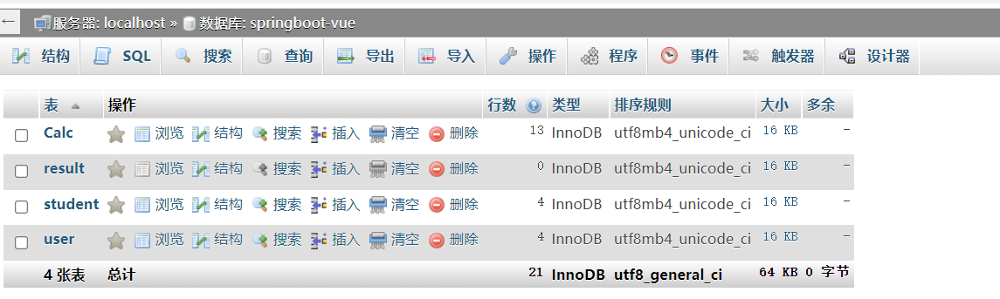 ← 服务器: localhost » 数据库: springboot-vue
结构 SQL 搜索 查询 导出 导入 操作 程序 事件 触发器 设计器
表 操作 行数 类型 排序规则 大小 多余
Calc 浏览 结构 搜索 插入 清空 删除 13 InnoDB utf8mb4_unicode_ci 16 KB -
result 浏览 结构 搜索 插入 清空 删除 0 InnoDB utf8mb4_unicode_ci 16 KB -
student 浏览 结构 搜索 插入 清空 删除 4 InnoDB utf8mb4_unicode_ci 16 KB -
user 浏览 结构 搜索 插入 清空 删除 4 InnoDB utf8mb4_unicode_ci 16 KB -
4 张表 总计 21 InnoDB utf8_general_ci 64 KB 0 字节